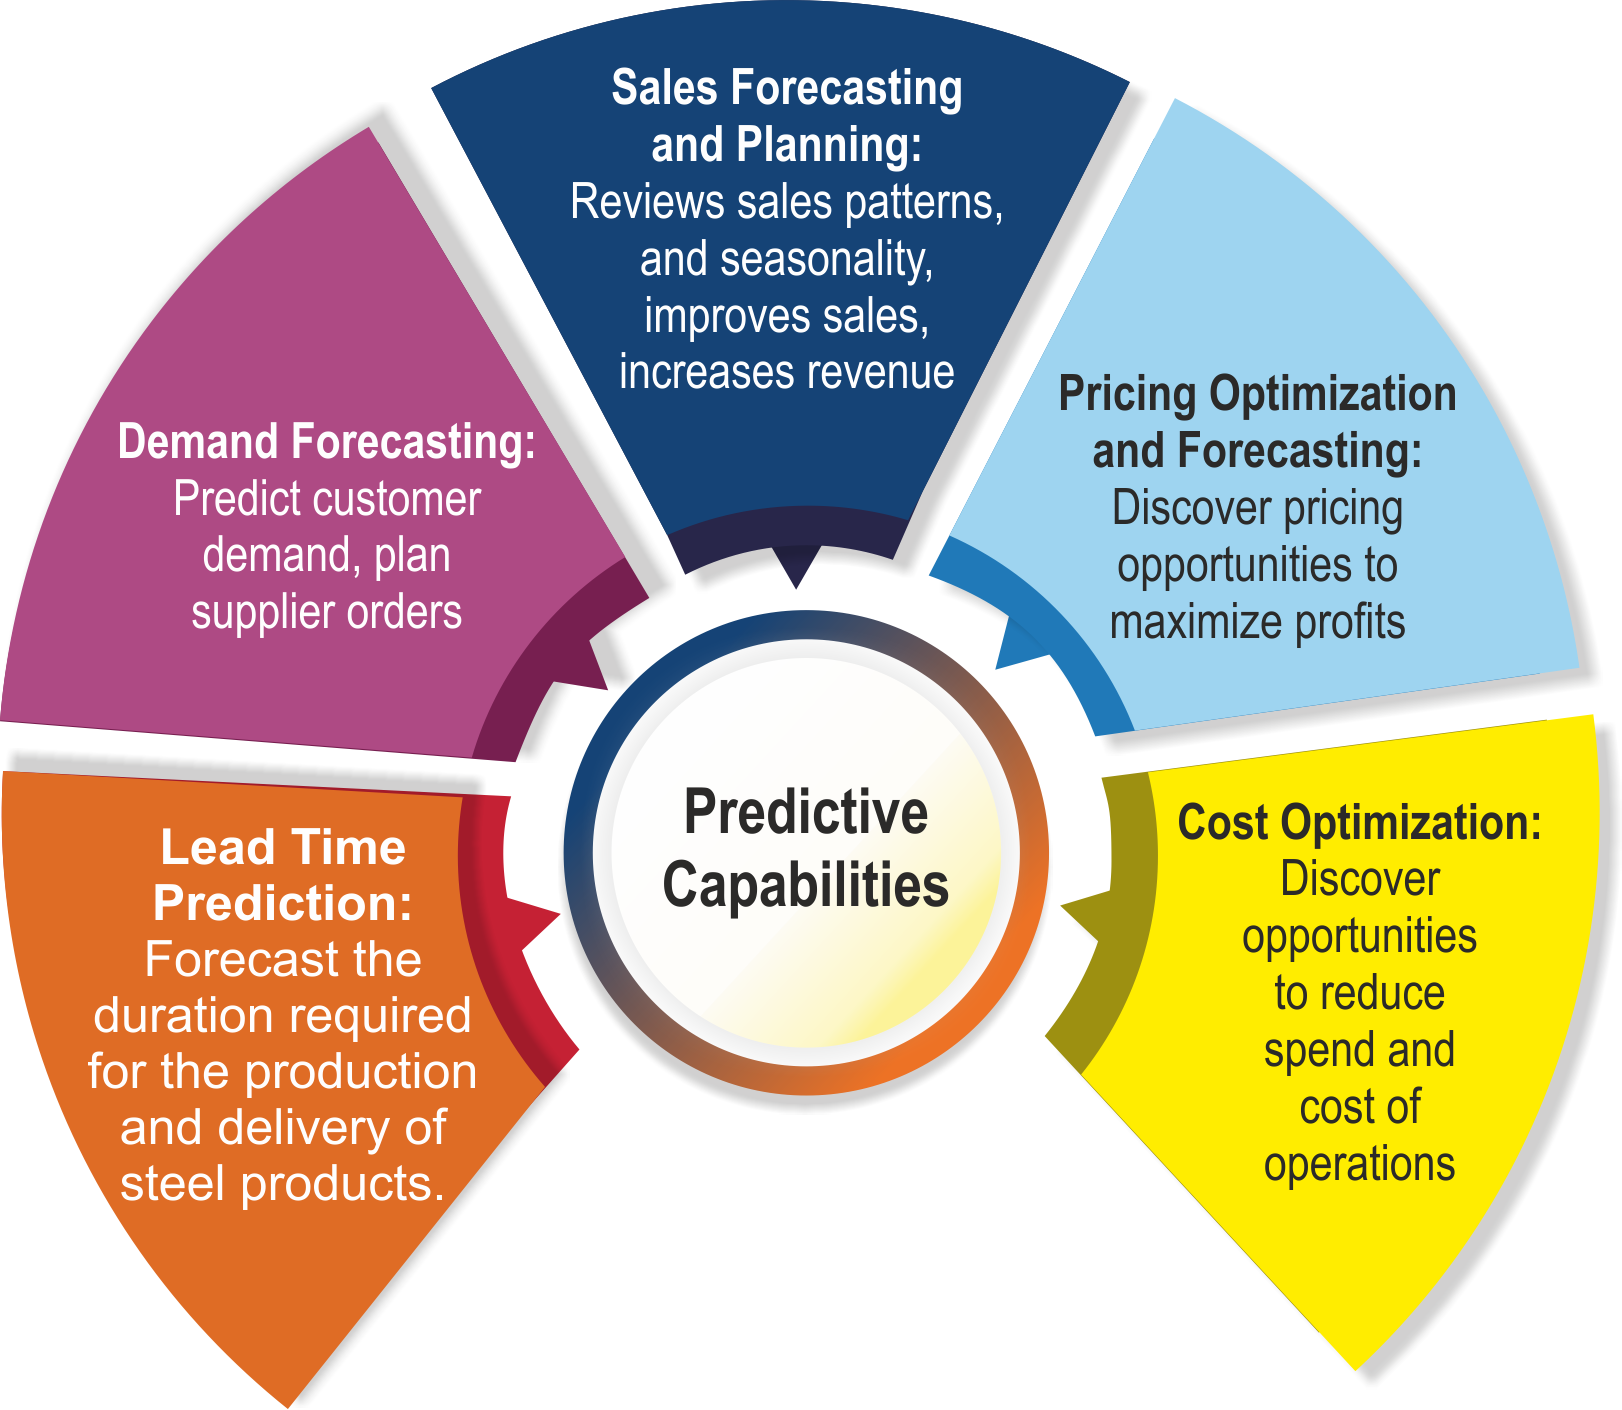 Sales Forecasting
and Planning:
Reviews sales patterns,
and seasonality,
improves sales,
increases revenue
Demand Forecasting:
Predict customer
demand, plan
supplier orders
Pricing Optimization
and Forecasting:
Discover pricing
opportunities to
maximize profits
Lead Time
Prediction:
Forecast the
duration required
for the production
and delivery of
steel products.
Predictive
Capabilities
Cost Optimization:
Discover
opportunities
to reduce
spend and
cost of
operations